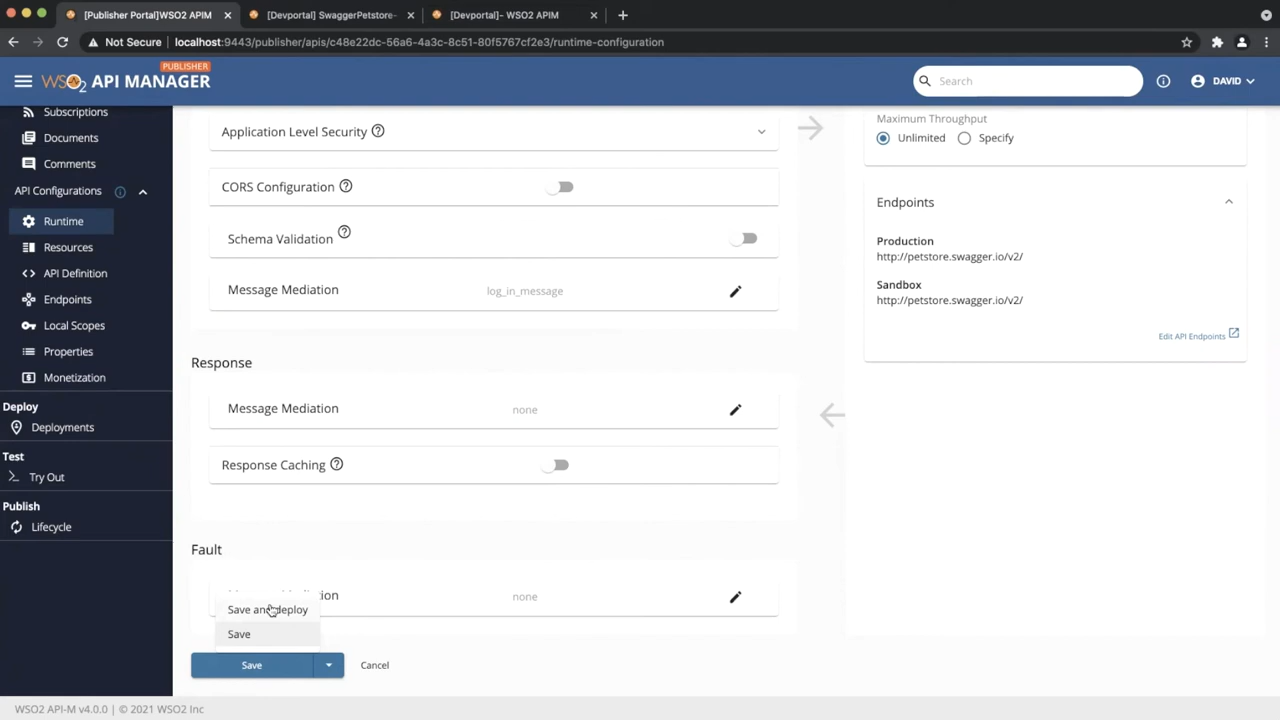 [Publisher Portal]WSO2 APIM
[Devportal] SwaggerPetstore-
[Devportal]- WSO2 APIM
Not Secure
localhost:9443/publisher/apis/c48e22dc-56a6-4a3c-8c51-80f5767cf2e3/runtime-configuration
WSO2 API MANAGER
PUBLISHER
Search
DAVID
Subscriptions
Documents
Comments
API Configurations
Runtime
Resources
API Definition
Endpoints
Local Scopes
Properties
Monetization
Deploy
Deployments
Test
Try Out
Publish
Lifecycle
Application Level Security
CORS Configuration
Schema Validation
Message Mediation
log_in_message
Response
Message Mediation
none
Response Caching
Fault
none
Save and deploy
Save
Save
Cancel
Maximum Throughput
Unlimited
Specify
Endpoints
Production
http://petstore.swagger.io/v2/
Sandbox
http://petstore.swagger.io/v2/
Edit API Endpoints
WSO2 API-M v4.0.0 | © 2021 WSO2 Inc